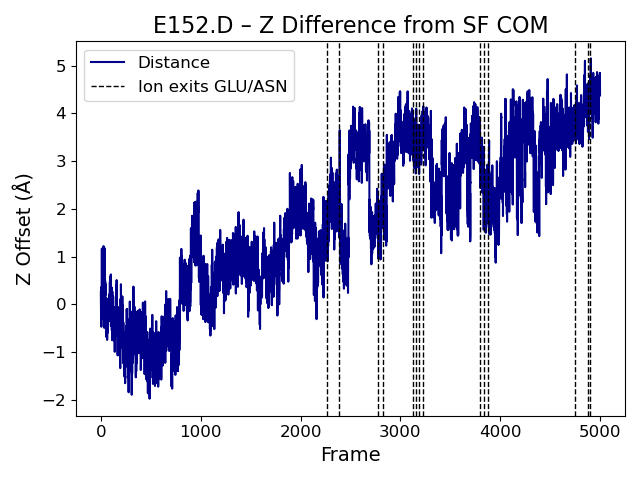 E152.D – Z Difference from SF COM
Distance
Ion exits GLU/ASN
5
4
3
2
1
0
−1
−2
Z Offset (Å)
0 1000 2000 3000 4000 5000
Frame